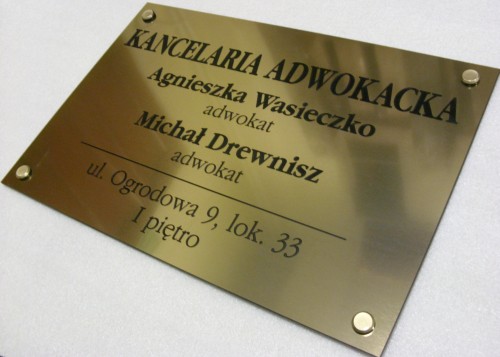 KANCELARIA ADWOKACKA
Agnieszka Wasieczko
adwokat
Michał Drewnisz
adwokat
ul. Ogrodowa 9, lok. 33
I piętro